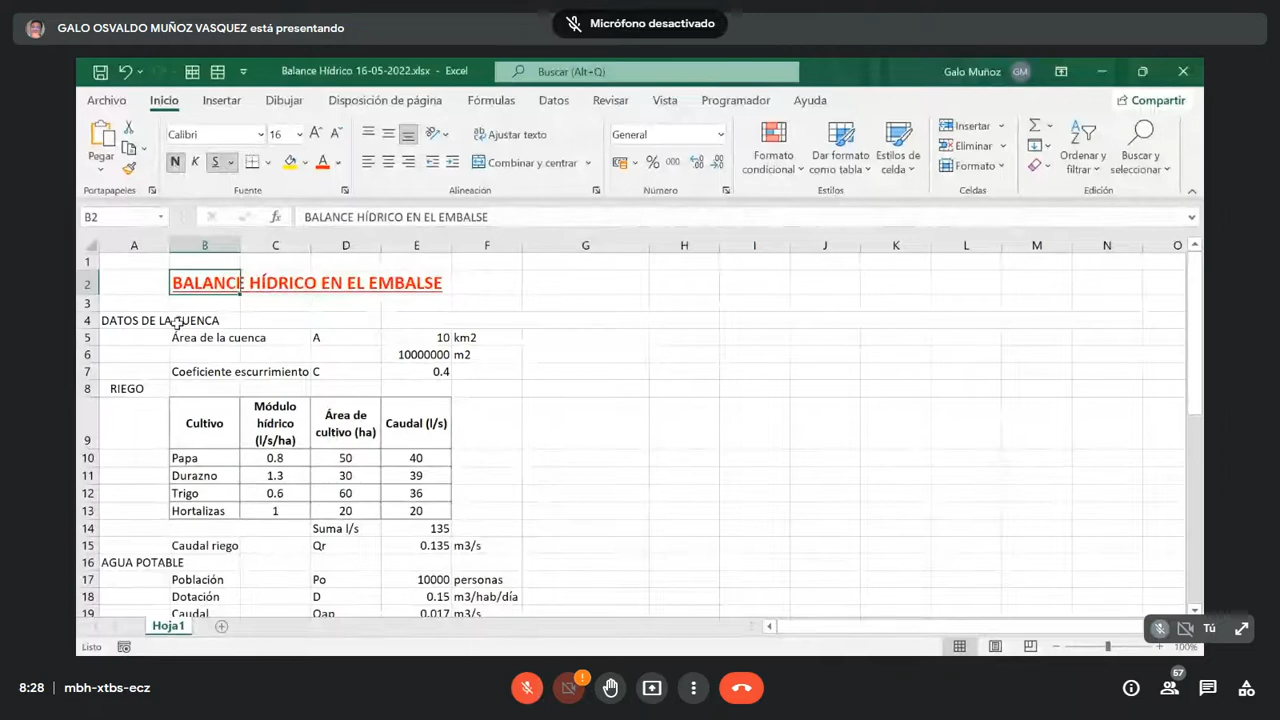 GALO OSVALDO MUÑOZ VASQUEZ está presentando
Micrófono desactivado
Balance Hídrico 16-05-2022.xlsx - Excel
Buscar (Alt+Q)
Galo Muñoz GM
Archivo Inicio Insertar Dibujar Disposición de página Fórmulas Datos Revisar Vista Programador Ayuda Compartir
Pegar
Calibri 16
N K S
Ajustar texto
Combinar y centrar
General
% 000
Formato condicional
Dar formato como tabla
Estilos de celda
Insertar
Eliminar
Formato
Ordenar y filtrar
Buscar y seleccionar
Portapapeles Fuente Alineación Número Estilos Celdas Edición
B2 fx BALANCE HÍDRICO EN EL EMBALSE
A B C D E F G H I J K L M N O
1
2 BALANCE HÍDRICO EN EL EMBALSE
3
4 DATOS DE LA CUENCA
5 Área de la cuenca A 10 km2
6 10000000 m2
7 Coeficiente escurrimiento C 0.4
8 RIEGO
9 Cultivo Módulo hídrico (l/s/ha) Área de cultivo (ha) Caudal (l/s)
10 Papa 0.8 50 40
11 Durazno 1.3 30 39
12 Trigo 0.6 60 36
13 Hortalizas 1 20 20
14 Suma l/s 135
15 Caudal riego Qr 0.135 m3/s
16 AGUA POTABLE
17 Población Po 10000 personas
18 Dotación D 0.15 m3/hab/día
19 Caudal Qap 0.017 m3/s
Hoja1
Tú
Listo
100%
8:28 mbh-xtbs-ecz
67